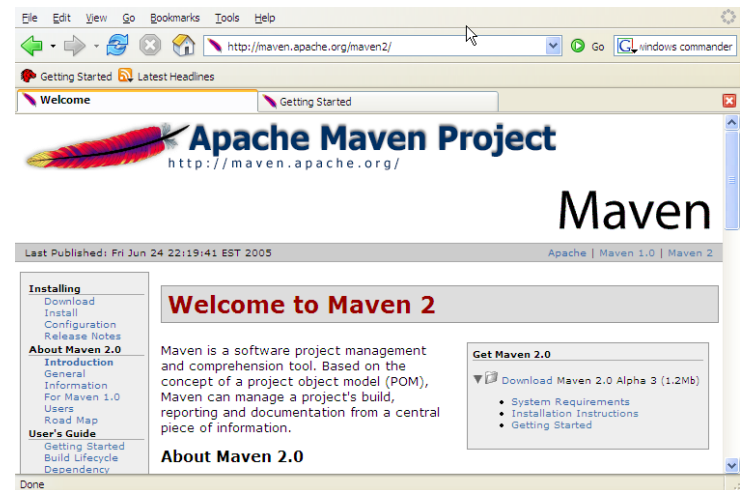 File Edit View Go Bookmarks Tools Help
http://maven.apache.org/maven2/ Go windows commander
Getting Started Latest Headlines
Welcome Getting Started
Apache Maven Project
http://maven.apache.org/
Maven
Last Published: Fri Jun 24 22:19:41 EST 2005 Apache | Maven 1.0 | Maven 2
Installing
Download
Install
Configuration
Release Notes
About Maven 2.0
Introduction
General
Information
For Maven 1.0
Users
Road Map
User's Guide
Getting Started
Build Lifecycle
Dependency
Welcome to Maven 2
Maven is a software project management
and comprehension tool. Based on the
concept of a project object model (POM),
Maven can manage a project's build,
reporting and documentation from a central
piece of information.
About Maven 2.0
Get Maven 2.0
Download Maven 2.0 Alpha 3 (1.2Mb)
System Requirements
Installation Instructions
Getting Started
Done